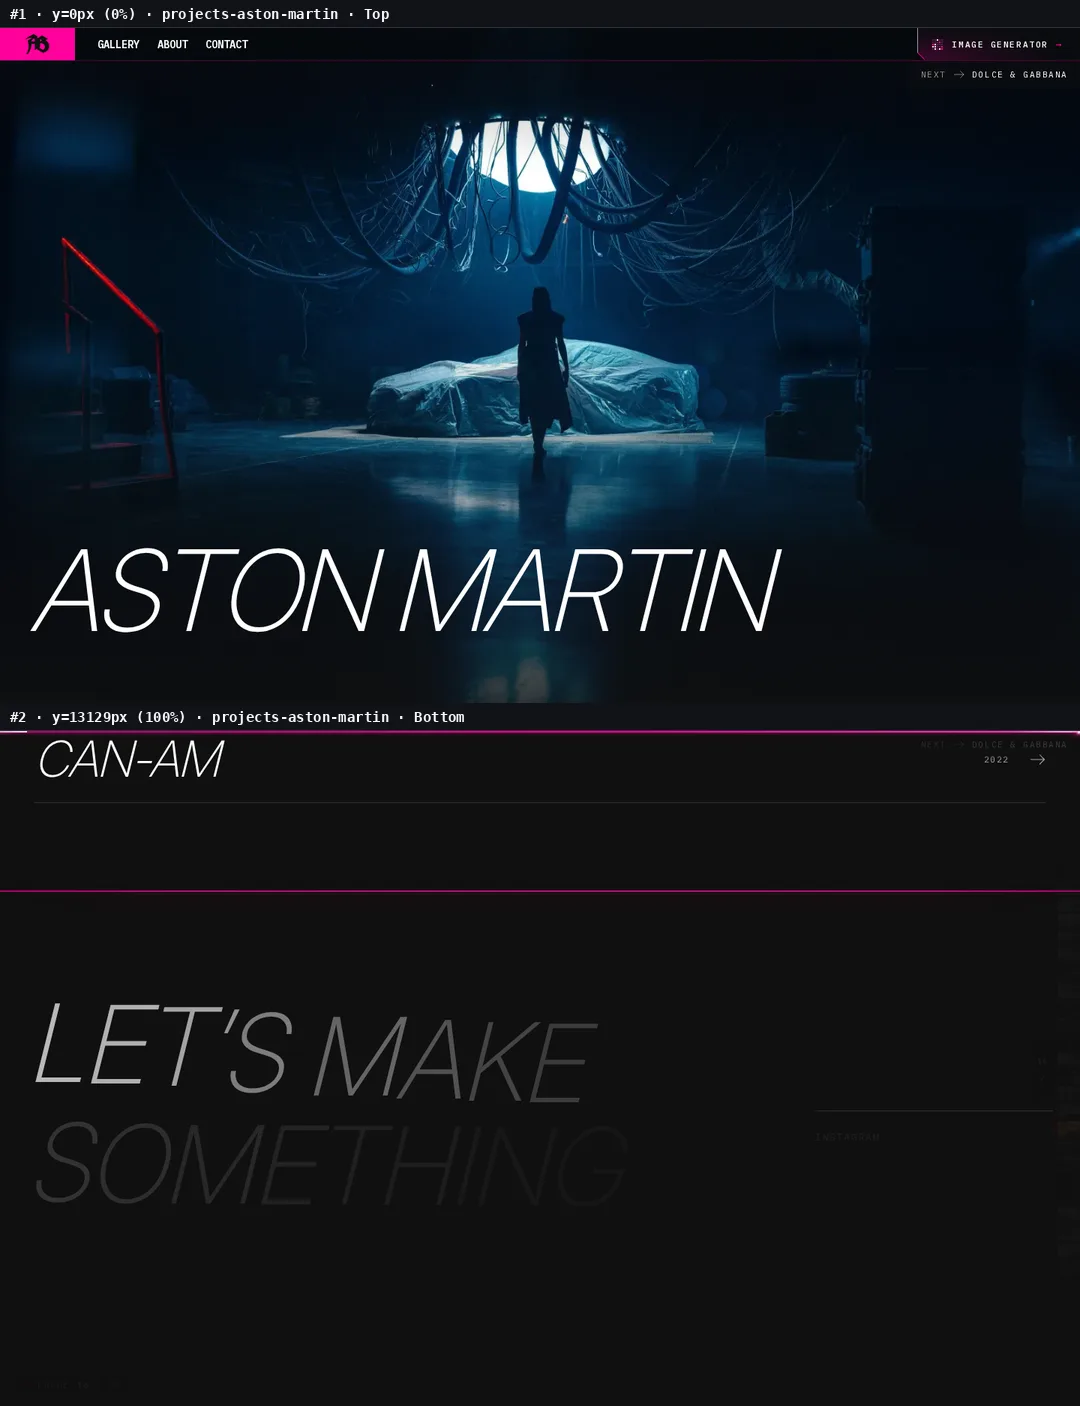 #1 · y=0px (0%) · projects-aston-martin · Top
GALLERY ABOUT CONTACT
IMAGE GENERATOR →
NEXT → DOLCE & GABBANA
ASTON MARTIN
#2 · y=13129px (100%) · projects-aston-martin · Bottom
NEXT → DOLCE & GABBANA
CAN-AM
2022 →
LET'S MAKE
SOMETHING
INSTAGRAM